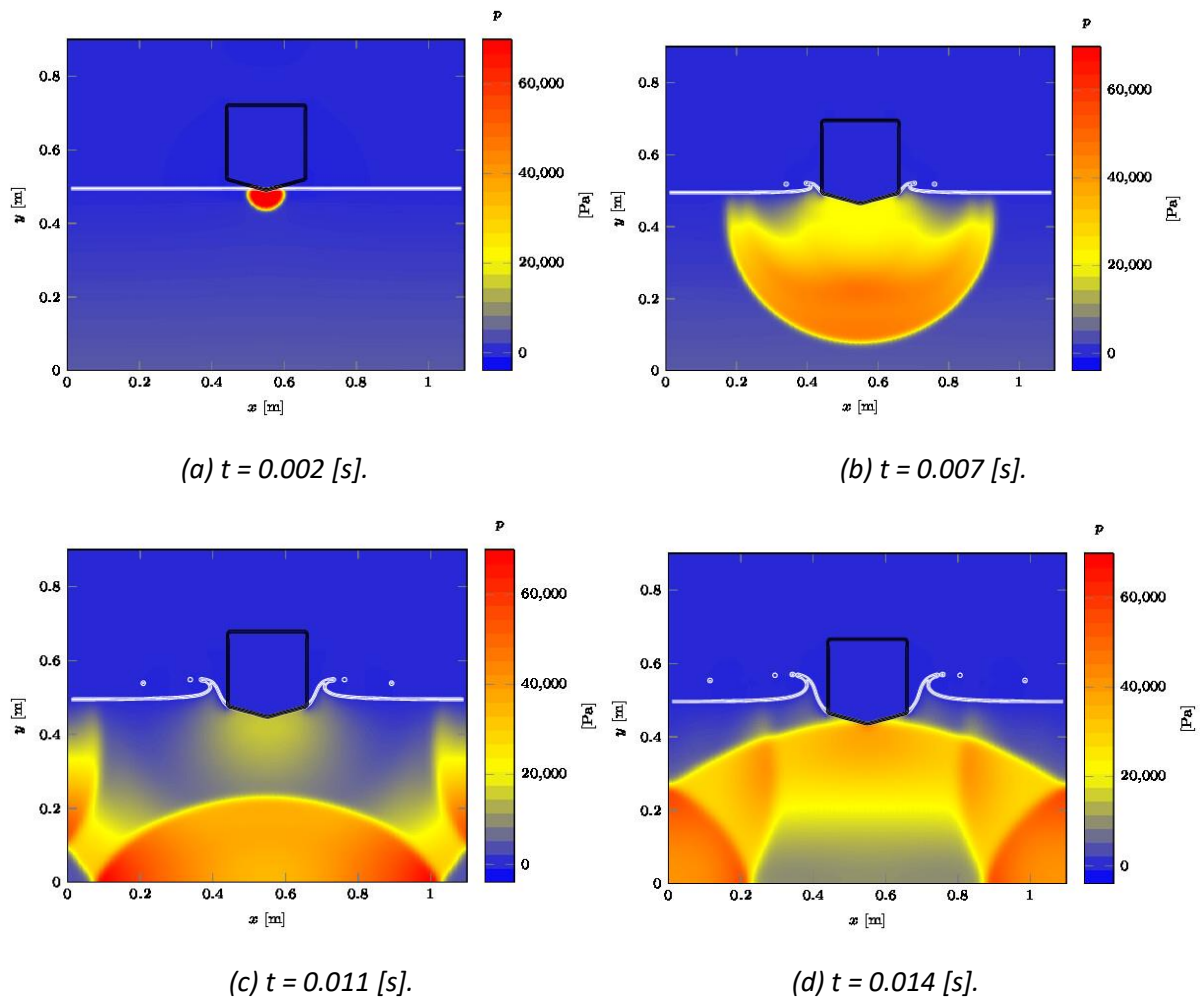 p
0.8
0.6
0.4
0.2
0
y [m]
0 0.2 0.4 0.6 0.8 1
x [m]
60,000
40,000
20,000
0
[Pa]
(a) t = 0.002 [s].
p
0.8
0.6
0.4
0.2
0
y [m]
0 0.2 0.4 0.6 0.8 1
x [m]
60,000
40,000
20,000
0
[Pa]
(b) t = 0.007 [s].
p
0.8
0.6
0.4
0.2
0
y [m]
0 0.2 0.4 0.6 0.8 1
x [m]
60,000
40,000
20,000
0
[Pa]
(c) t = 0.011 [s].
p
0.8
0.6
0.4
0.2
0
y [m]
0 0.2 0.4 0.6 0.8 1
x [m]
60,000
40,000
20,000
0
[Pa]
(d) t = 0.014 [s].